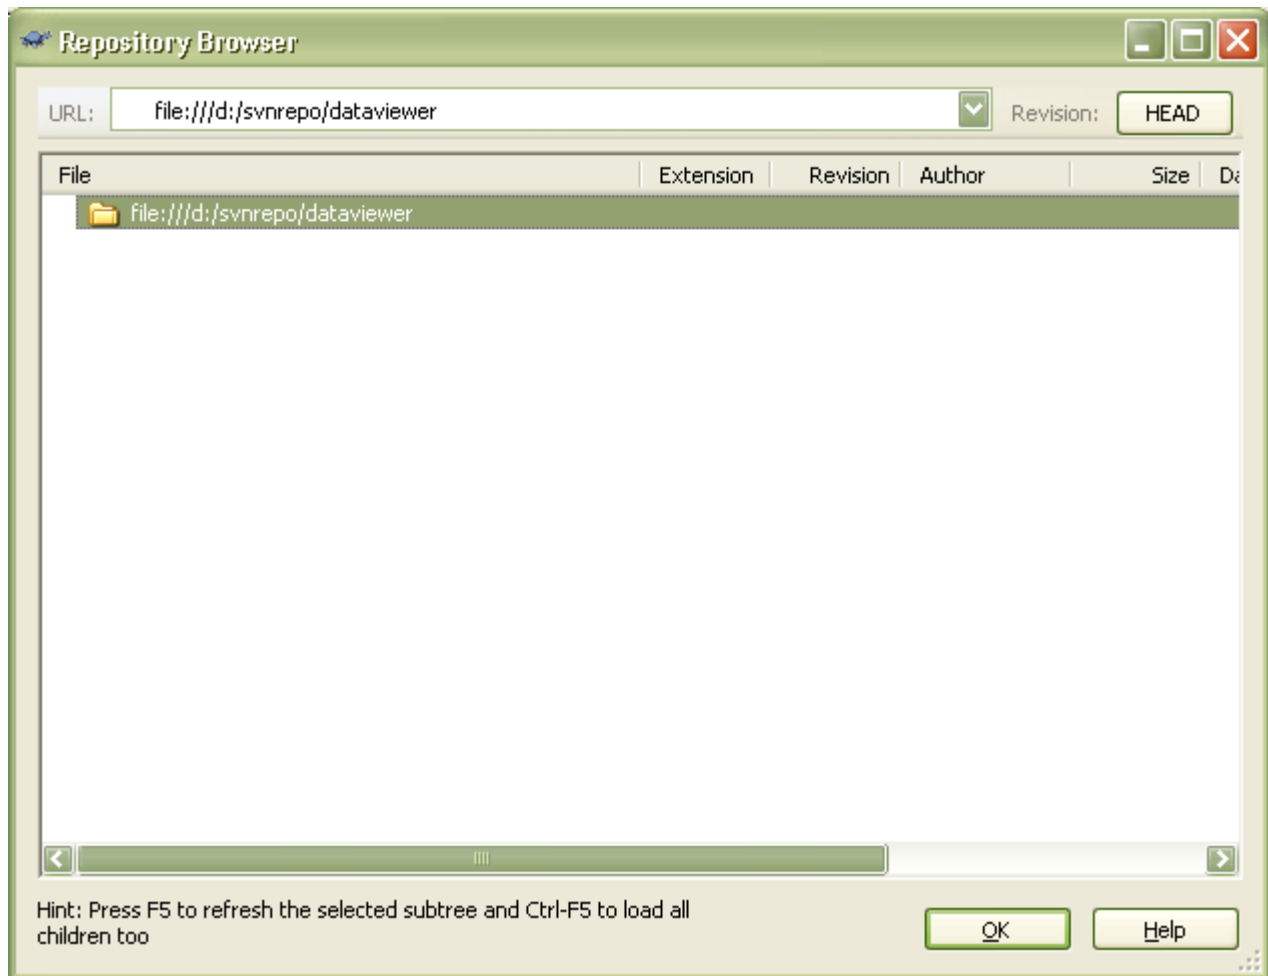 Repository Browser
URL: file:///d:/svnrepo/dataviewer Revision: HEAD
File Extension Revision Author Size Da
file:///d:/svnrepo/dataviewer
Hint: Press F5 to refresh the selected subtree and Ctrl-F5 to load all
children too
OK Help